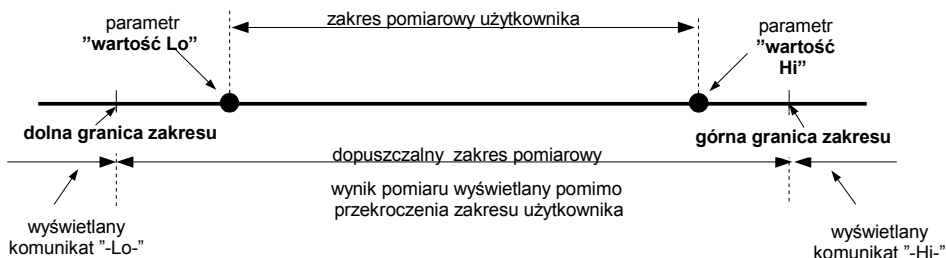 zakres pomiarowy użytkownika
parametr
"wartość Lo"
parametr
"wartość
Hi"
dolna granica zakresu
górna granica zakresu
dopuszczalny zakres pomiarowy
wynik pomiaru wyświetlany pomimo
przekroczenia zakresu użytkownika
wyświetlany
komunikat "-Lo-"
wyświetlany
komunikat "-Hi-"